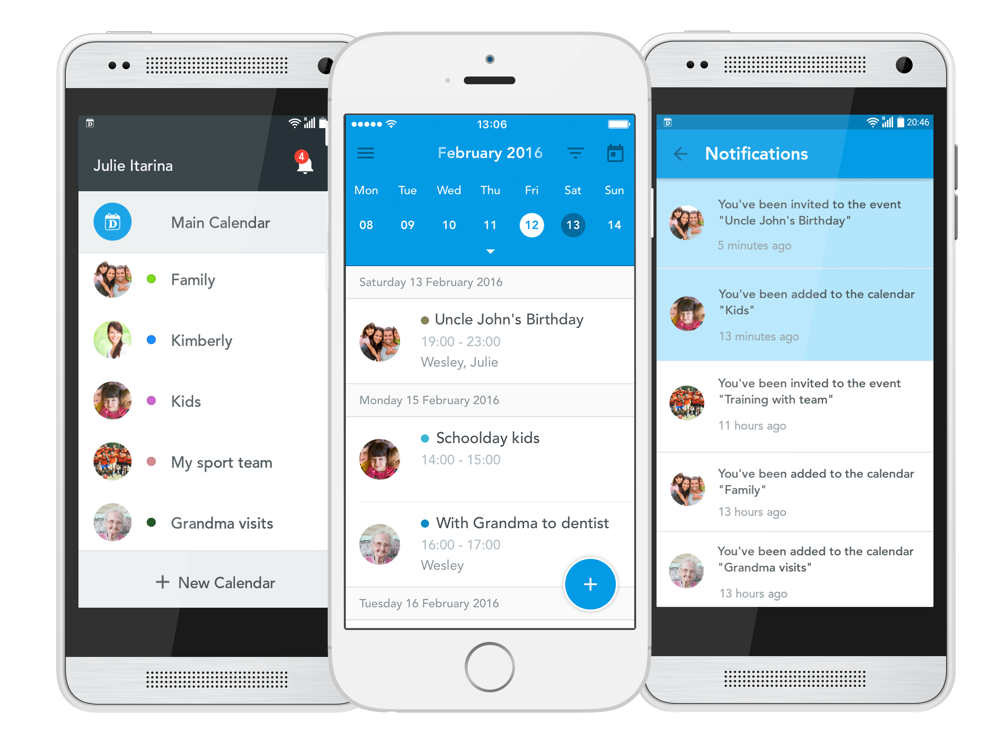 D
R
Julie Itarina
4
D
Main Calendar
Family
Kimberly
Kids
My sport team
Grandma visits
+ New Calendar
13:06
February 2016
Mon Tue Wed Thu Fri Sat Sun
08 09 10 11 12 13 14
Saturday 13 February 2016
Uncle John's Birthday
19:00 - 23:00
Wesley, Julie
Monday 15 February 2016
Schoolday kids
14:00 - 15:00
With Grandma to dentist
16:00 - 17:00
Wesley
+
Tuesday 16 February 2016
D
R
20:46
Notifications
You've been invited to the event
"Uncle John's Birthday"
5 minutes ago
You've been added to the calendar
"Kids"
13 minutes ago
You've been invited to the event
"Training with team"
11 hours ago
You've been added to the calendar
"Family"
13 hours ago
You've been added to the calendar
"Grandma visits"
13 hours ago